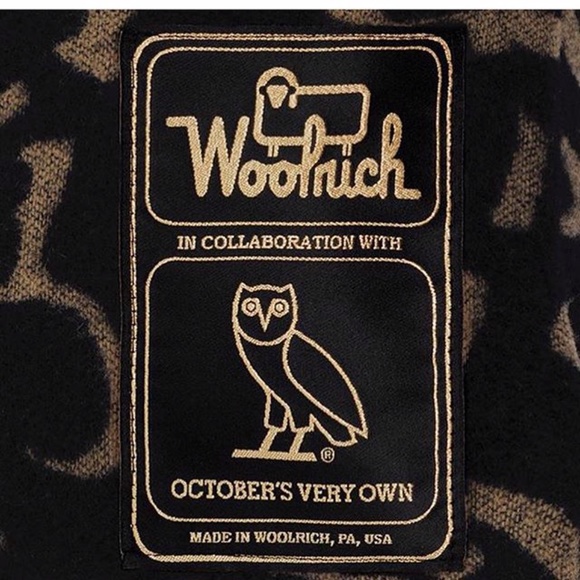 Woolrich
IN COLLABORATION WITH
®
OCTOBER'S VERY OWN
MADE IN WOOLRICH, PA, USA